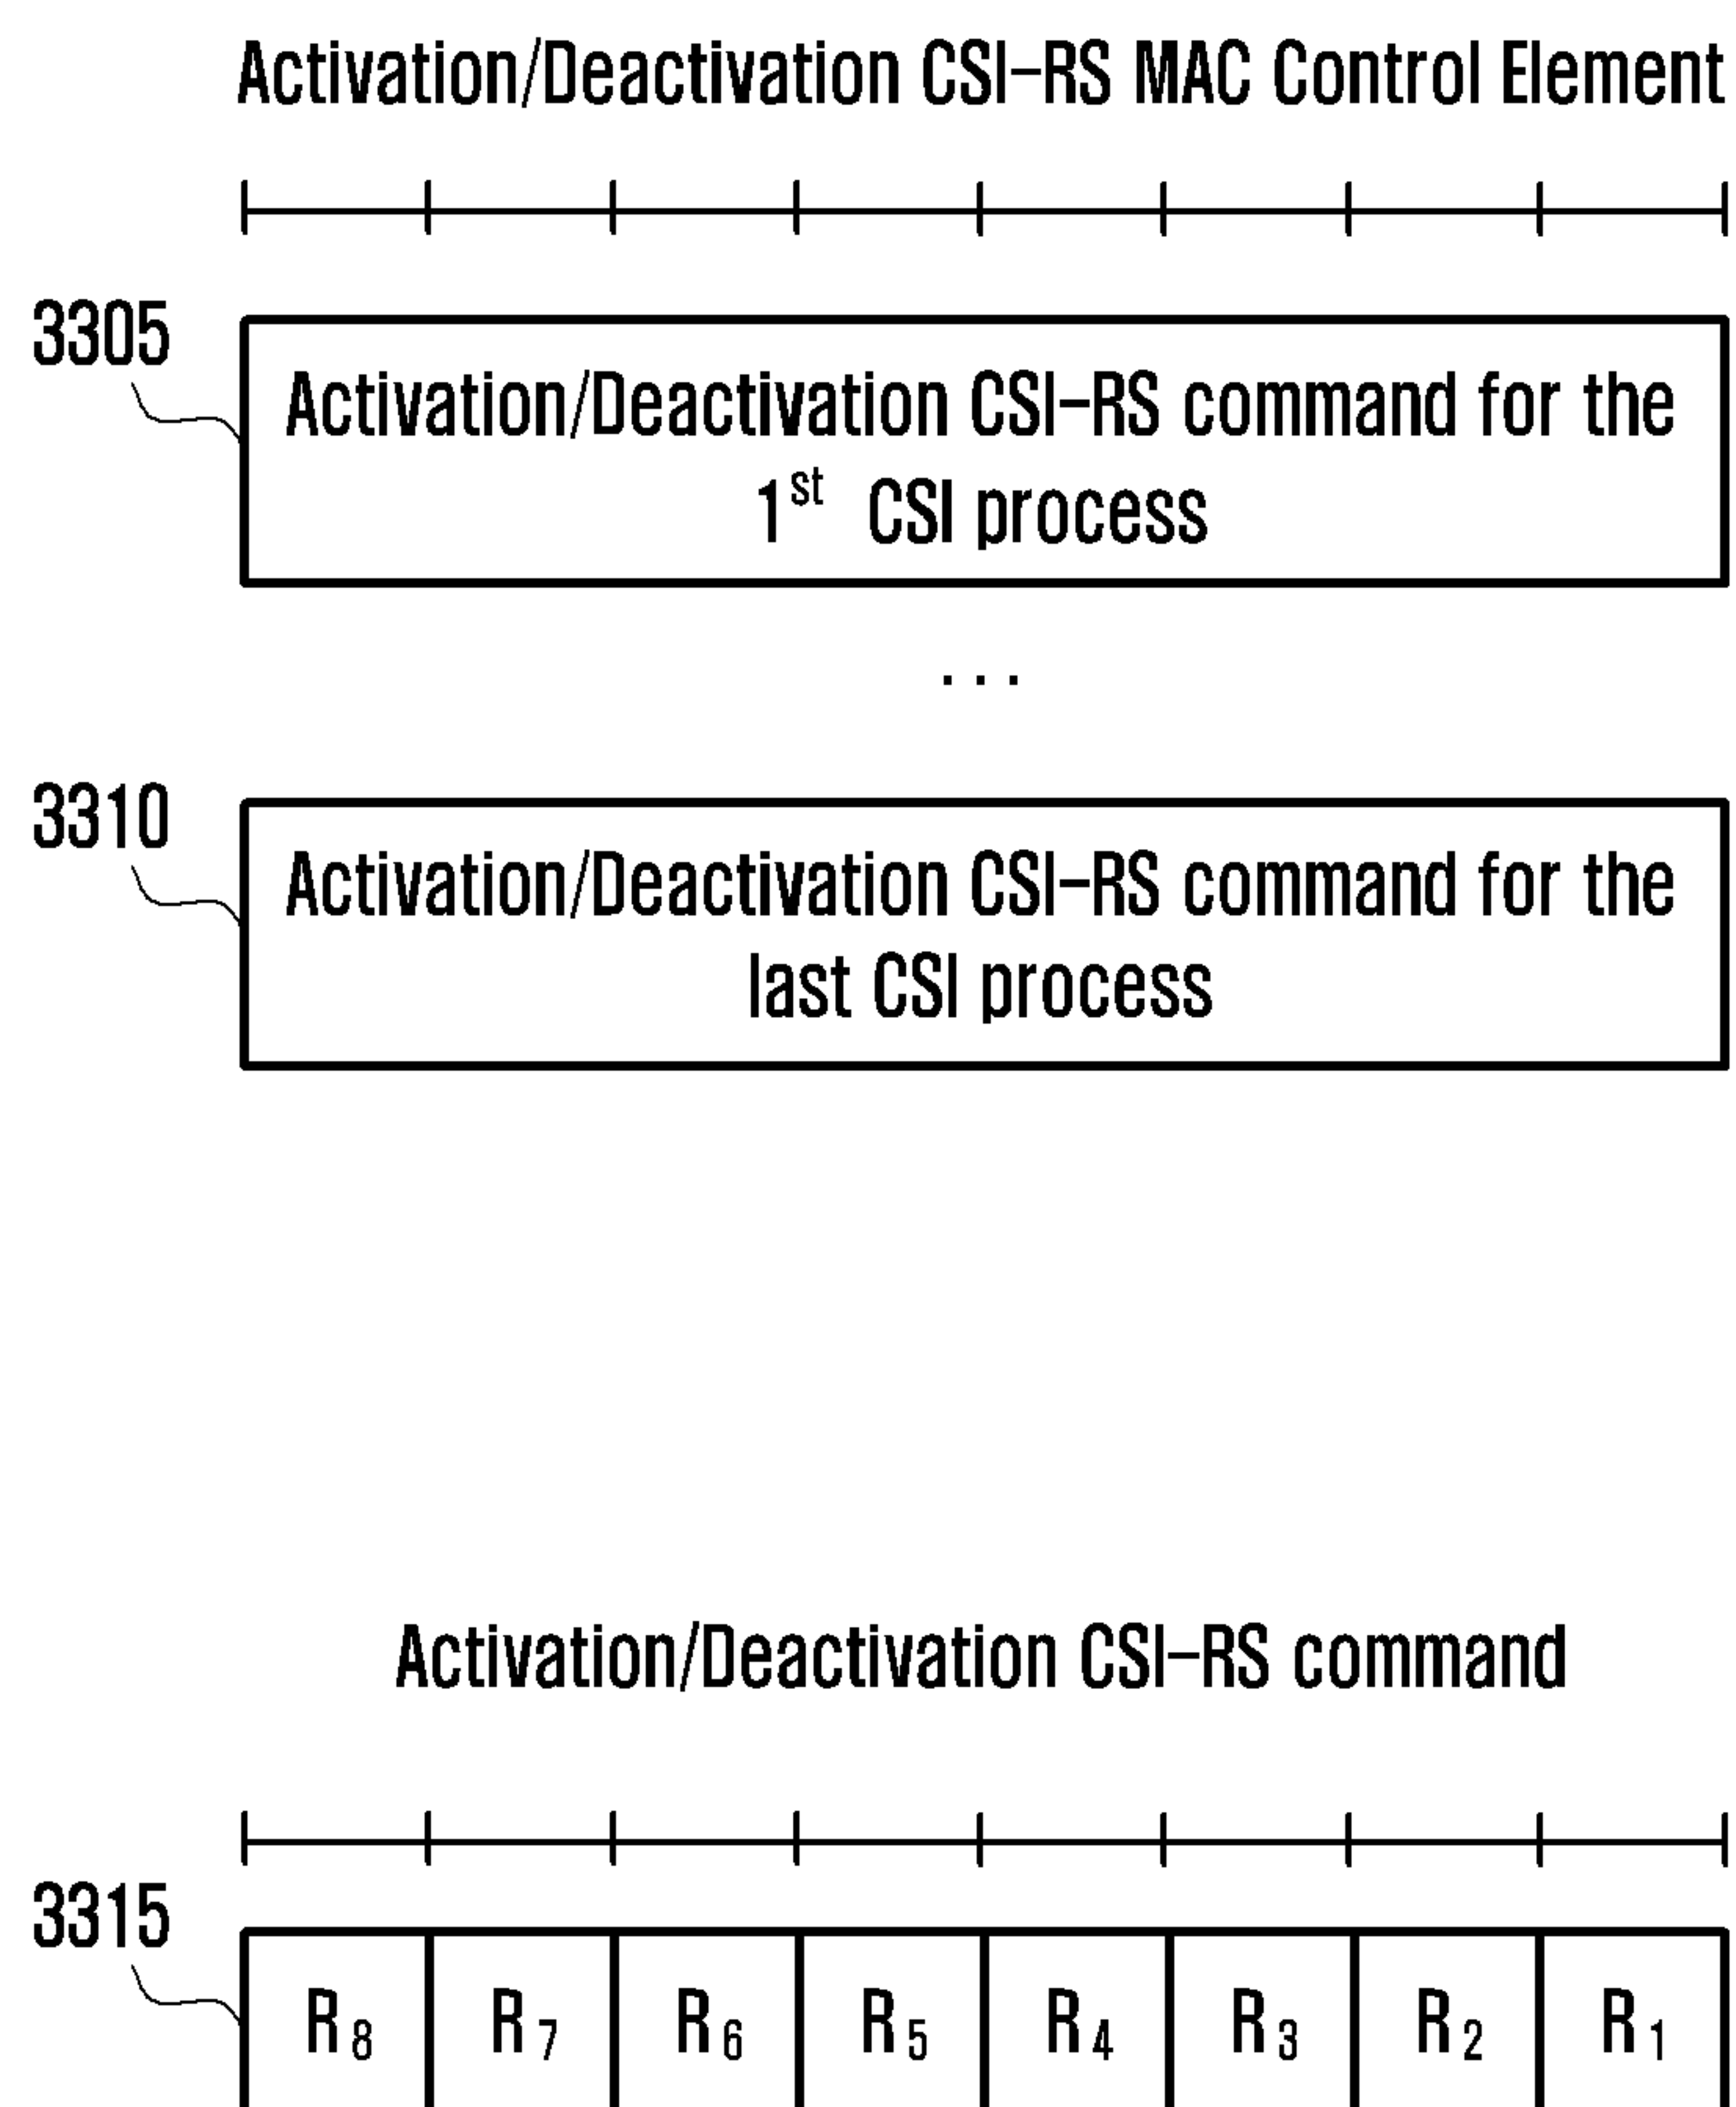 Activation/Deactivation CSI-RS MAC Control Element
3305
Activation/Deactivation CSI-RS command for the
1st CSI process
...
3310
Activation/Deactivation CSI-RS command for the
last CSI process
Activation/Deactivation CSI-RS command
3315
R8 R7 R6 R5 R4 R3 R2 R1